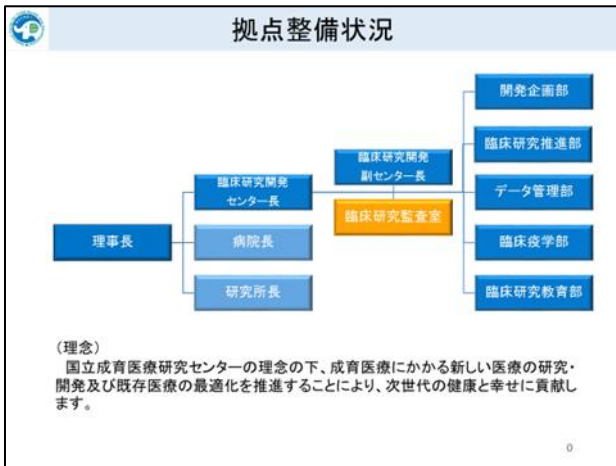 拠点整備状況
開発企画部
臨床研究推進部
臨床研究開発
副センター長
臨床研究開発
センター長
データ管理部
臨床研究監査室
理事長
病院長
臨床疫学部
研究所長
臨床研究教育部
(理念)
国立成育医療研究センターの理念の下、成育医療にかかる新しい医療の研究・
開発及び既存医療の最適化を推進することにより、次世代の健康と幸せに貢献し
ます。
0